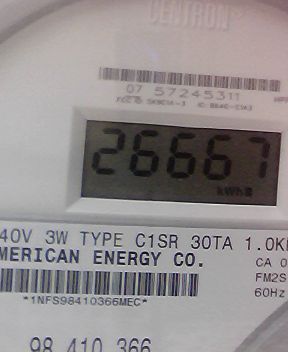 CENTRON
07 57245311
26667
kWh
40V 3W TYPE C1SR 30TA 1.0K
MERICAN ENERGY CO.
CA 0
FM2S
60Hz
*1NFS98410366MEC*
98 410 366